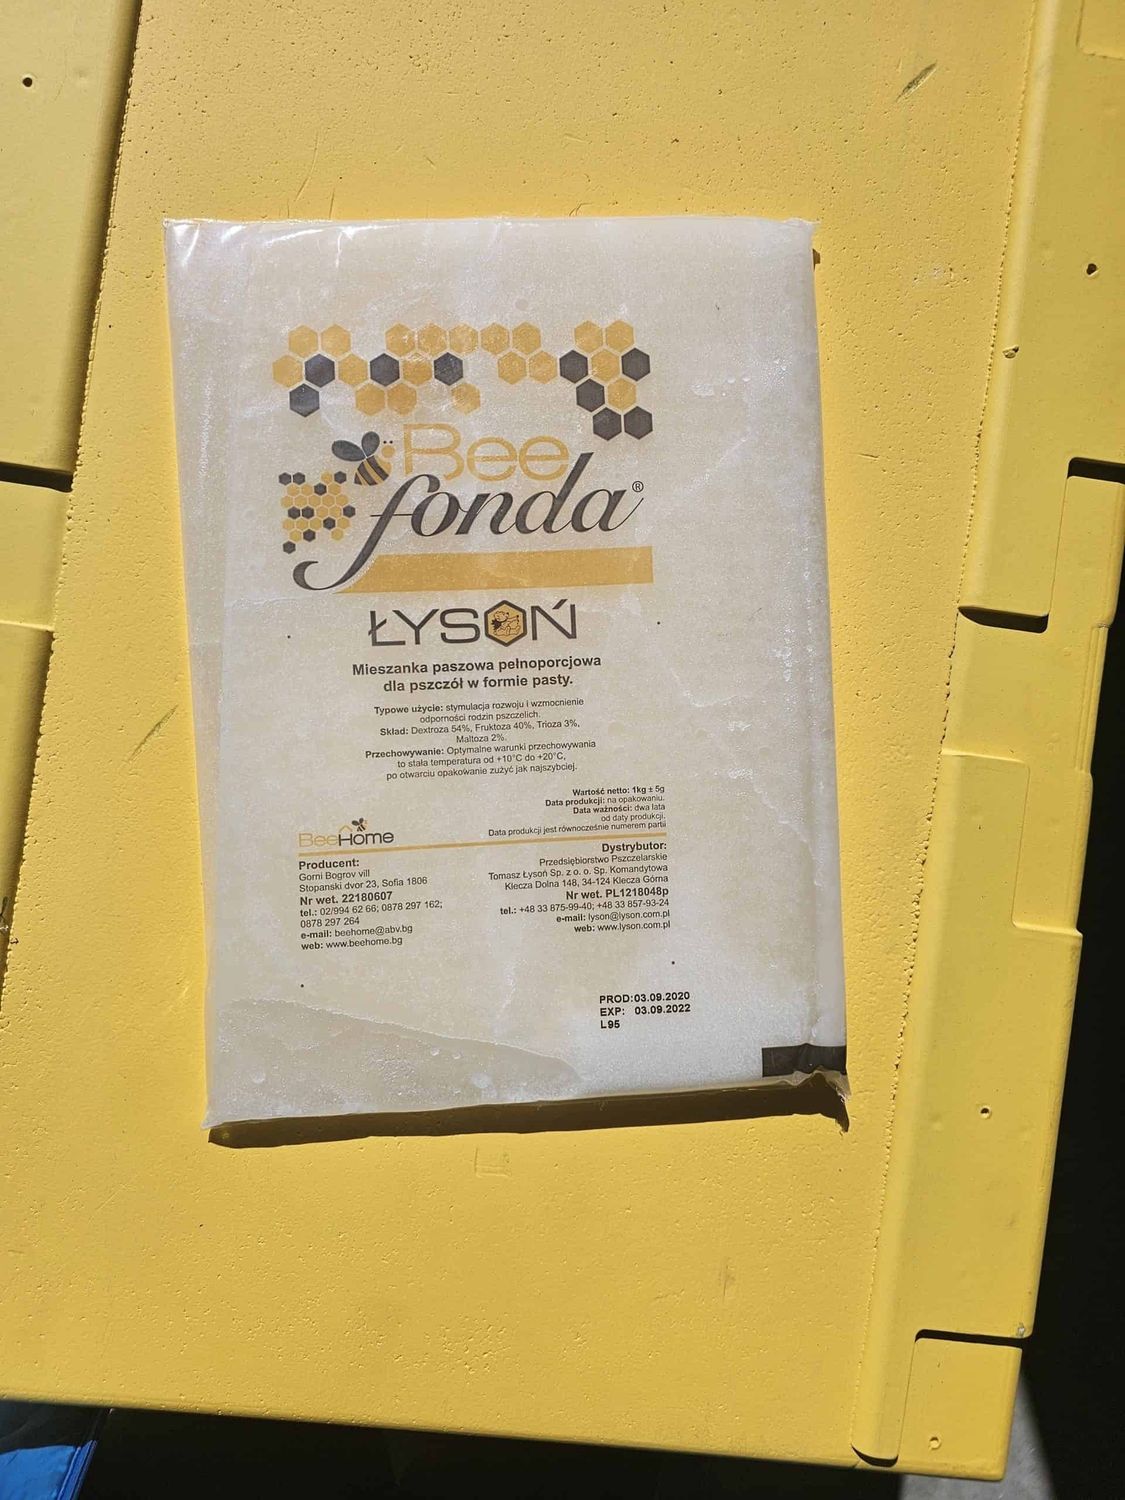 Bee
fonda®
ŁYSOŃ
Mieszanka paszowa pełnoporcjowa
dla pszczół w formie pasty.
Typowe użycie: stymulacja rozwoju i wzmocnienie
odporności rodzin pszczelich.
Skład: Dextroza 54%, Fruktoza 40%, Trioza 3%,
Maltoza 2%.
Przechowywanie: Optymalne warunki przechowywania
to stała temperatura od +10°C do +20°C,
po otwarciu opakowanie zużyć jak najszybciej.
Wartość netto: 1kg ± 5g
Data produkcji: na opakowaniu.
Data ważności: dwa lata
od daty produkcji.
Data produkcji jest równocześnie numerem partii
BeeHome
Producent:
Gorni Bogrov vill
Stopanski dvor 23, Sofia 1806
Nr wet. 22180607
tel.: 02/994 62 66; 0878 297 162;
0878 297 264
e-mail: beehome@abv.bg
web: www.beehome.bg
Dystrybutor:
Przedsiębiorstwo Pszczelarskie
Tomasz Łysoń Sp. z o. o. Sp. Komandytowa
Klecza Dolna 148, 34-124 Klecza Górna
Nr wet. PL1218048p
tel.: +48 33 875-99-40; +48 33 857-93-24
e-mail: lyson@lyson.com.pl
web: www.lyson.com.pl
PROD:03.09.2020
EXP: 03.09.2022
L95